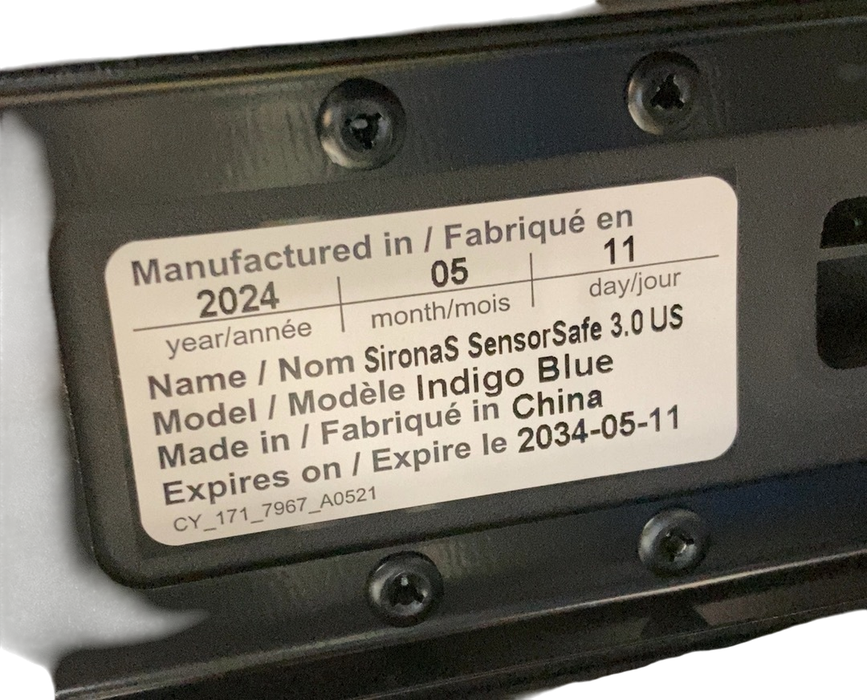 Manufactured in / Fabriqué en
2024 05 11
year/année month/mois day/jour
Name / Nom SironaS SensorSafe 3.0 US
Model / Modèle Indigo Blue
Made in / Fabriqué in China
Expires on / Expire le 2034-05-11
CY_171_7967_A0521